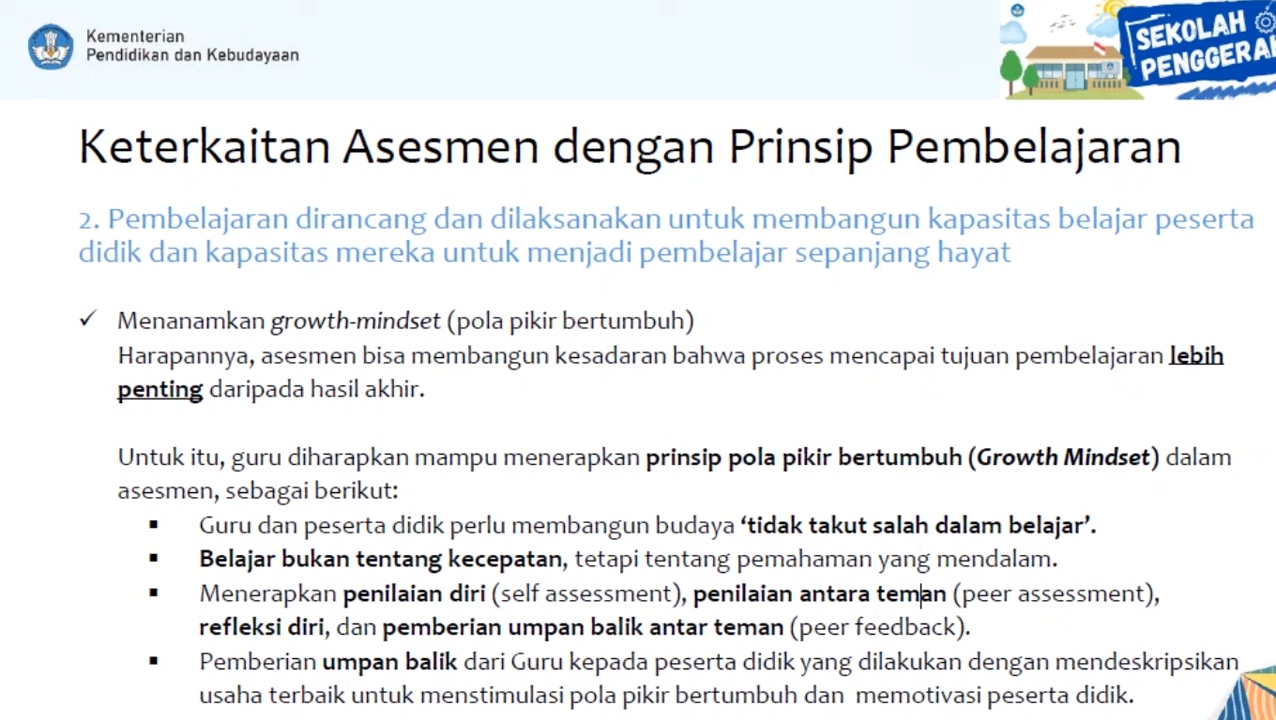 Kementerian
Pendidikan dan Kebudayaan
SEKOLAH
Keterkaitan Asesmen dengan Prinsip Pembelajaran
2. Pembelajaran dirancang dan dilaksanakan untuk membangun kapasitas belajar peserta
didik dan kapasitas mereka untuk menjadi pembelajar sepanjang hayat
✓ Menanamkan growth-mindset (pola pikir bertumbuh)
Harapannya, asesmen bisa membangun kesadaran bahwa proses mencapai tujuan pembelajaran lebih
penting daripada hasil akhir.
Untuk itu, guru diharapkan mampu menerapkan prinsip pola pikir bertumbuh (Growth Mindset) dalam
asesmen, sebagai berikut:
▪ Guru dan peserta didik perlu membangun budaya ‘tidak takut salah dalam belajar’.
▪ Belajar bukan tentang kecepatan, tetapi tentang pemahaman yang mendalam.
▪ Menerapkan penilaian diri (self assessment), penilaian antara teman (peer assessment),
refleksi diri, dan pemberian umpan balik antar teman (peer feedback).
▪ Pemberian umpan balik dari Guru kepada peserta didik yang dilakukan dengan mendeskripsikan
usaha terbaik untuk menstimulasi pola pikir bertumbuh dan memotivasi peserta didik.